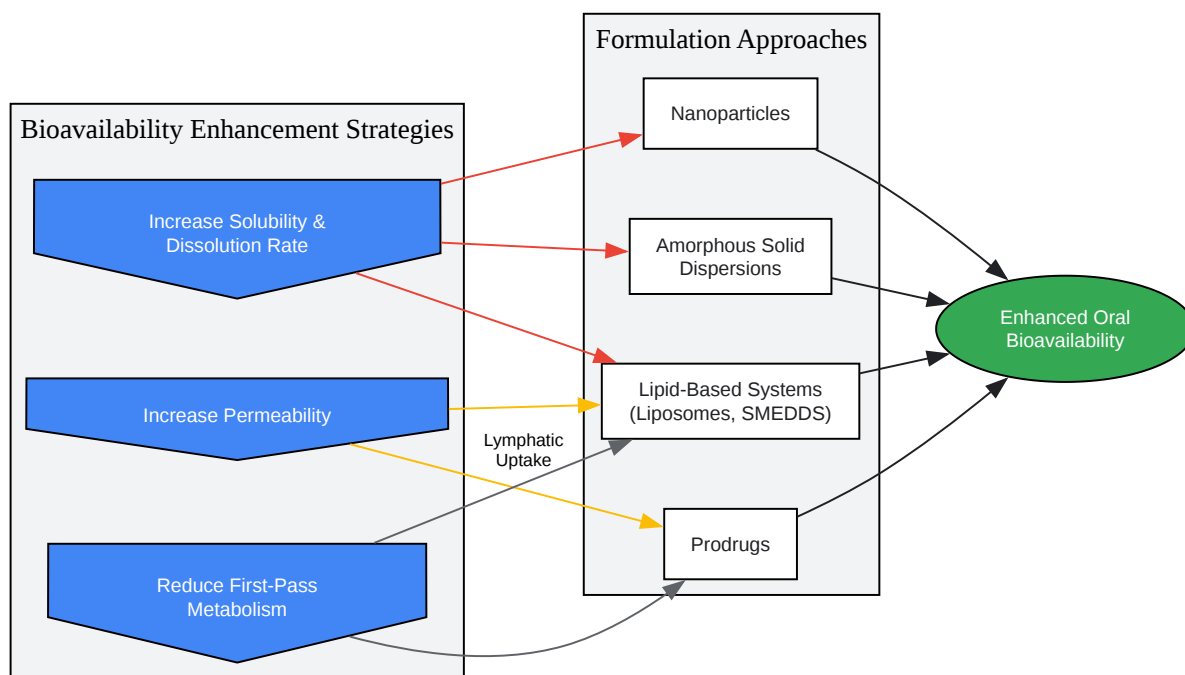 Bioavailability Enhancement Strategies
Increase Solubility &
Dissolution Rate
Increase Permeability
Reduce First-Pass
Metabolism
Lymphatic
Uptake
Formulation Approaches
Nanoparticles
Amorphous Solid
Dispersions
Lipid-Based Systems
(Liposomes, SMEDDS)
Prodrugs
Enhanced Oral
Bioavailability